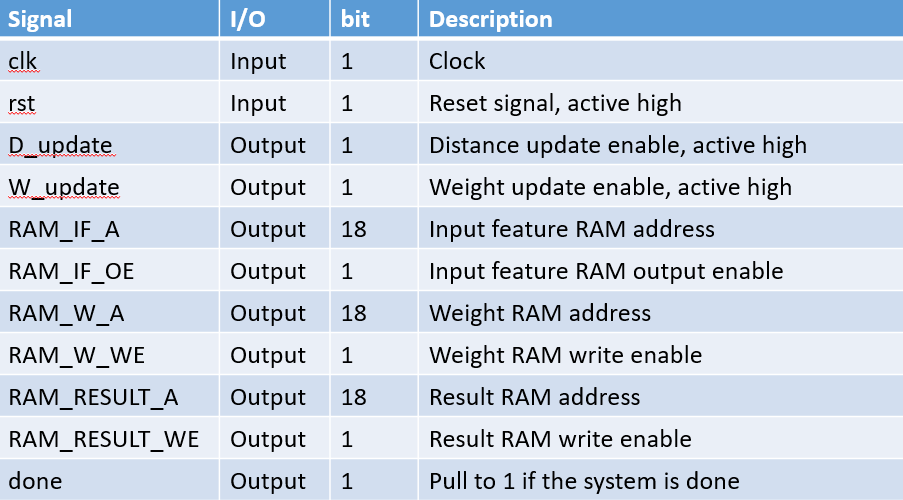 Signal I/O bit Description
clk Input 1 Clock
rst Input 1 Reset signal, active high
D_update Output 1 Distance update enable, active high
W_update Output 1 Weight update enable, active high
RAM_IF_A Output 18 Input feature RAM address
RAM_IF_OE Output 1 Input feature RAM output enable
RAM_W_A Output 18 Weight RAM address
RAM_W_WE Output 1 Weight RAM write enable
RAM_RESULT_A Output 18 Result RAM address
RAM_RESULT_WE Output 1 Result RAM write enable
done Output 1 Pull to 1 if the system is done